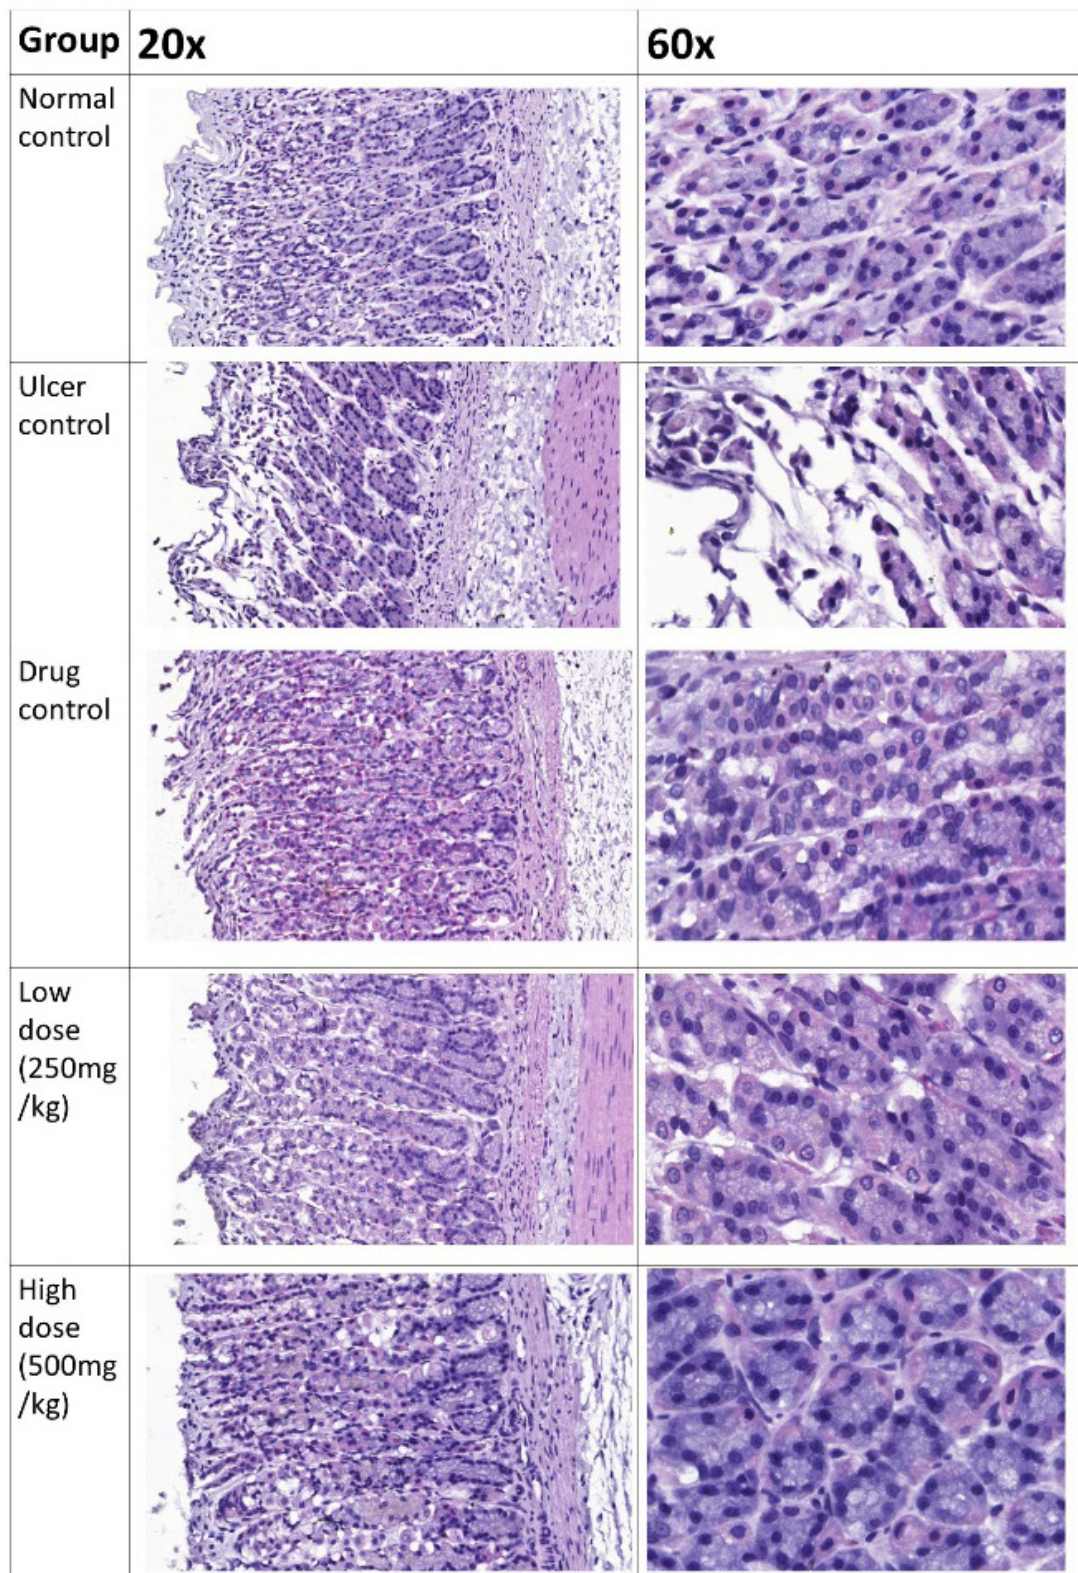 Group 20x 60x
Normal
control
Ulcer
control
Drug
control
Low
dose
(250mg
/kg)
High
dose
(500mg
/kg)